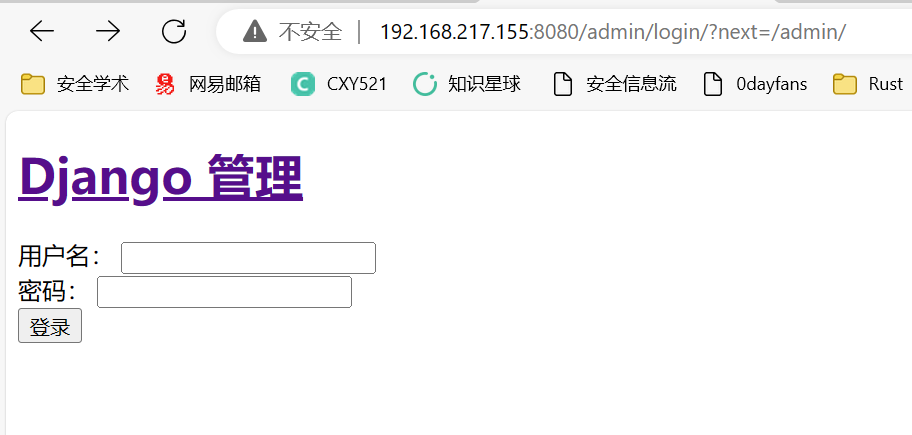 不安全 | 192.168.217.155:8080/admin/login/?next=/admin/
安全学术 易 网易邮箱 C CXY521 知识星球 安全信息流 0dayfans Rust
Django 管理
用户名：
密码：
登录